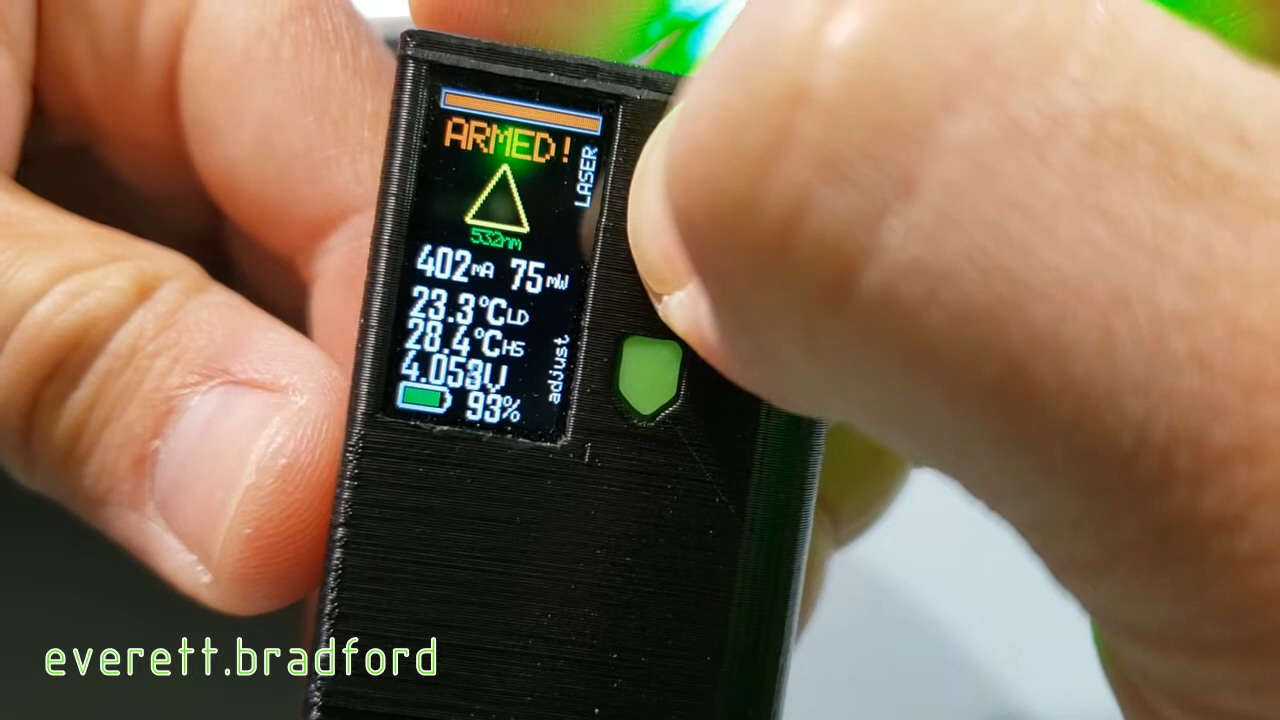 ARMED!
LASER
532nm
402mA 75mW
23.3°CLD
28.4°CHS
4.053V
93%
adjust
everett.bradford